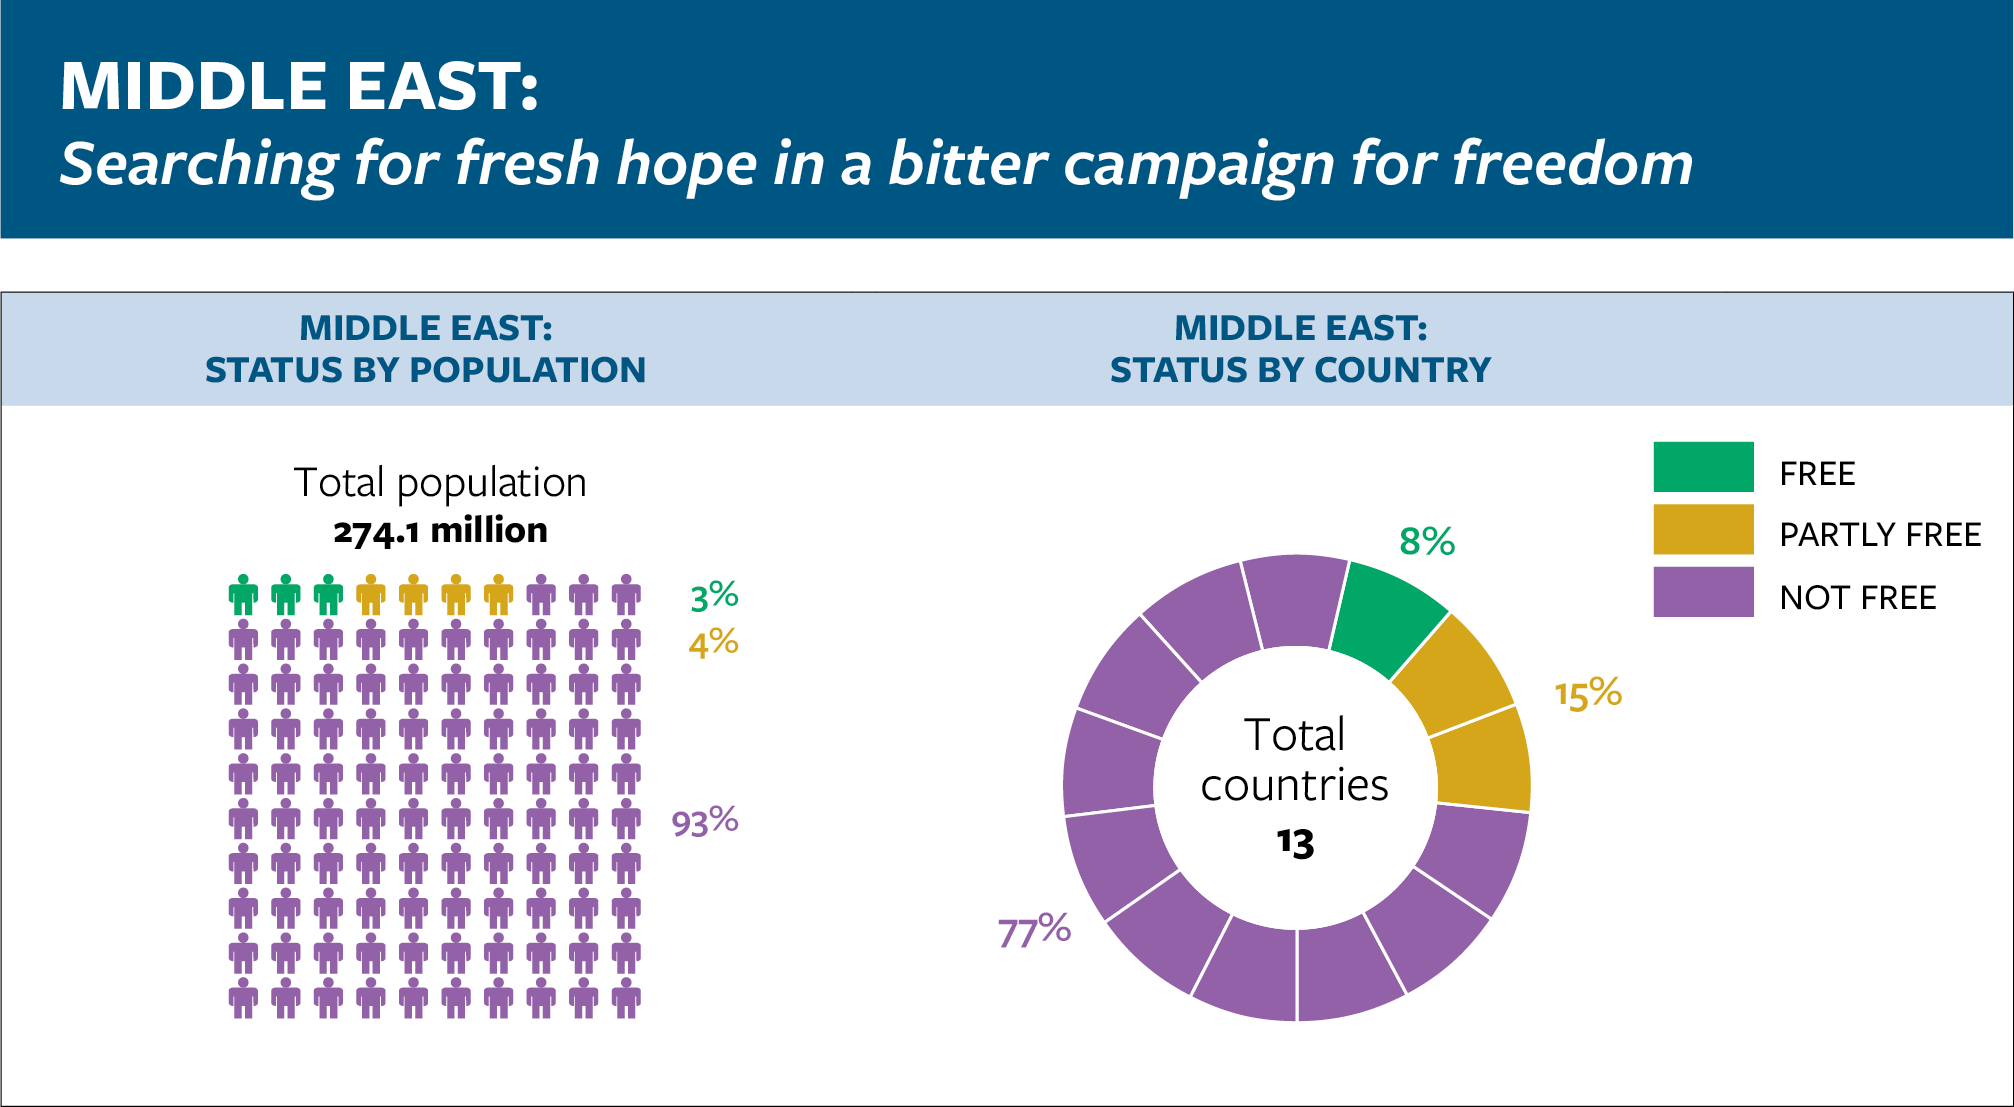 MIDDLE EAST:
Searching for fresh hope in a bitter campaign for freedom
MIDDLE EAST:
STATUS BY POPULATION
MIDDLE EAST:
STATUS BY COUNTRY
Total population
274.1 million
3%
4%
93%
8%
15%
77%
Total
countries
13
FREE
PARTLY FREE
NOT FREE